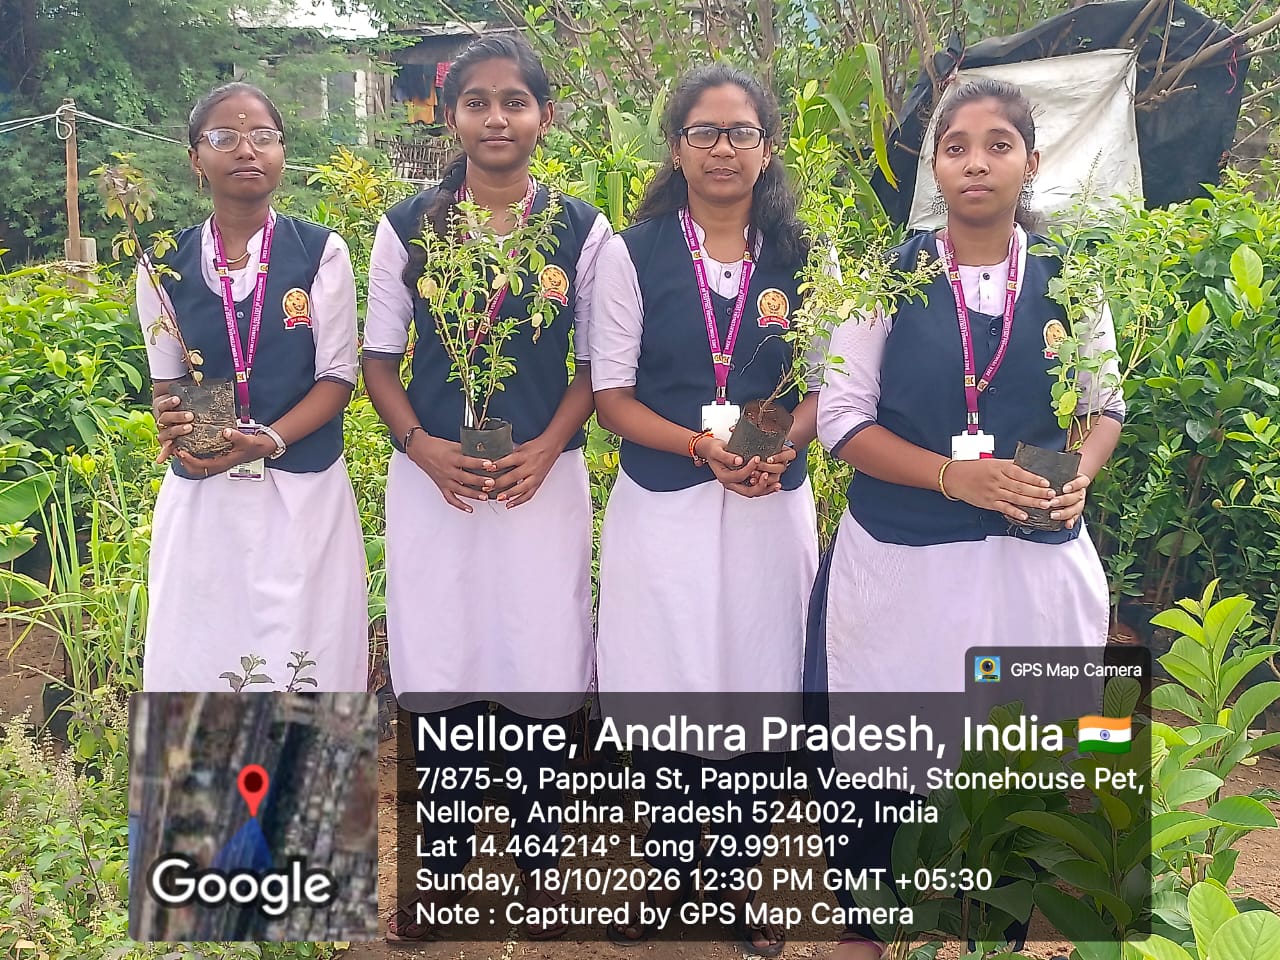 GPS Map Camera
Nellore, Andhra Pradesh, India
7/875-9, Pappula St, Pappula Veedhi, Stonehouse Pet,
Nellore, Andhra Pradesh 524002, India
Lat 14.464214° Long 79.991191°
Sunday, 18/10/2026 12:30 PM GMT +05:30
Note : Captured by GPS Map Camera
Google